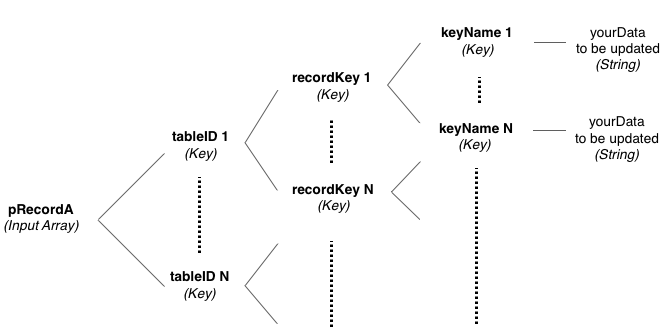 pRecordA
(Input Array)
tableID 1
(Key)
tableID N
(Key)
recordKey 1
(Key)
recordKey N
(Key)
keyName 1
(Key)
keyName N
(Key)
yourData
to be updated
(String)
yourData
to be updated
(String)